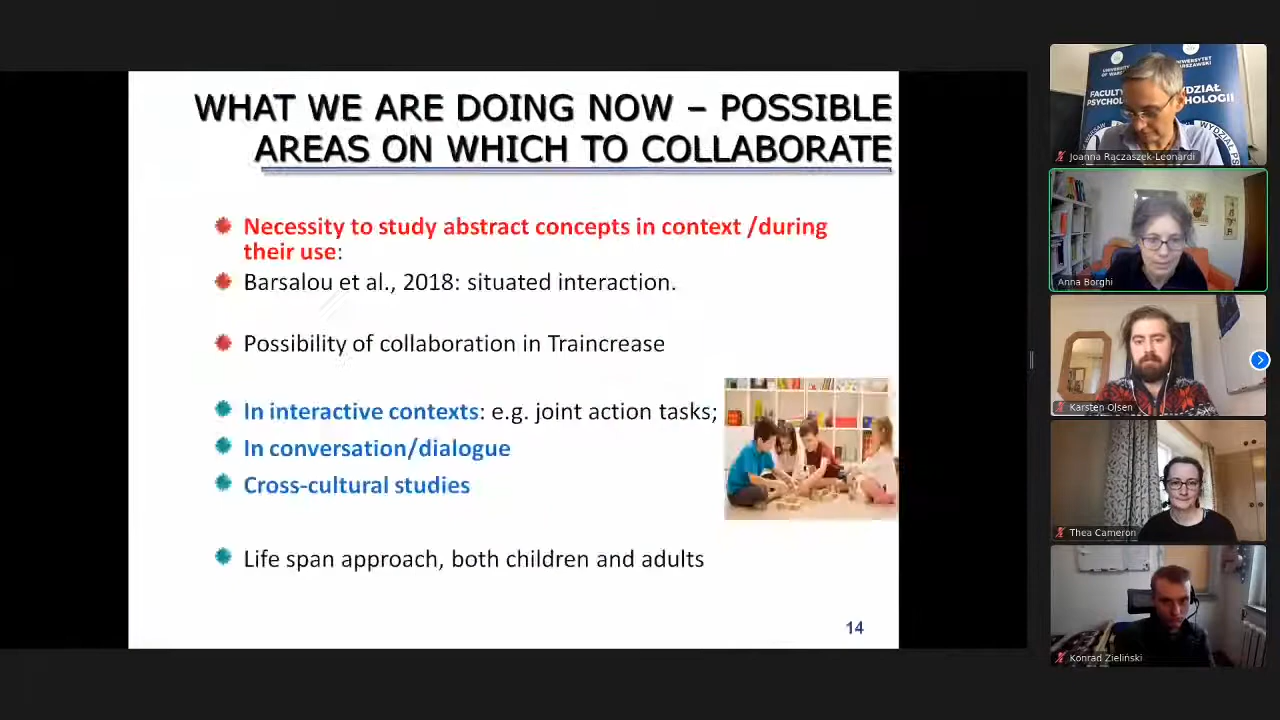 WHAT WE ARE DOING NOW – POSSIBLE
AREAS ON WHICH TO COLLABORATE
Necessity to study abstract concepts in context /during
their use:
Barsalou et al., 2018: situated interaction.
Possibility of collaboration in Traincrease
In interactive contexts: e.g. joint action tasks;
In conversation/dialogue
Cross-cultural studies
Life span approach, both children and adults
14
Joanna Rączaszek-Leonardi
Anna Borghi
Karsten Olsen
Thea Cameron
Konrad Zieliński